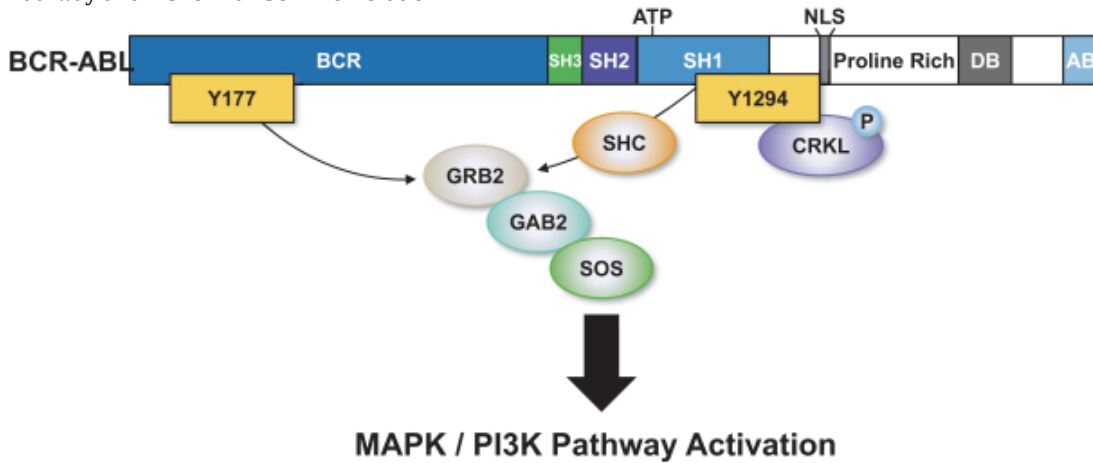 ATP NLS
BCR-ABL BCR SH3 SH2 SH1 Proline Rich DB AB
Y177 Y1294
SHC CRKL P
GRB2
GAB2
SOS
MAPK / PI3K Pathway Activation